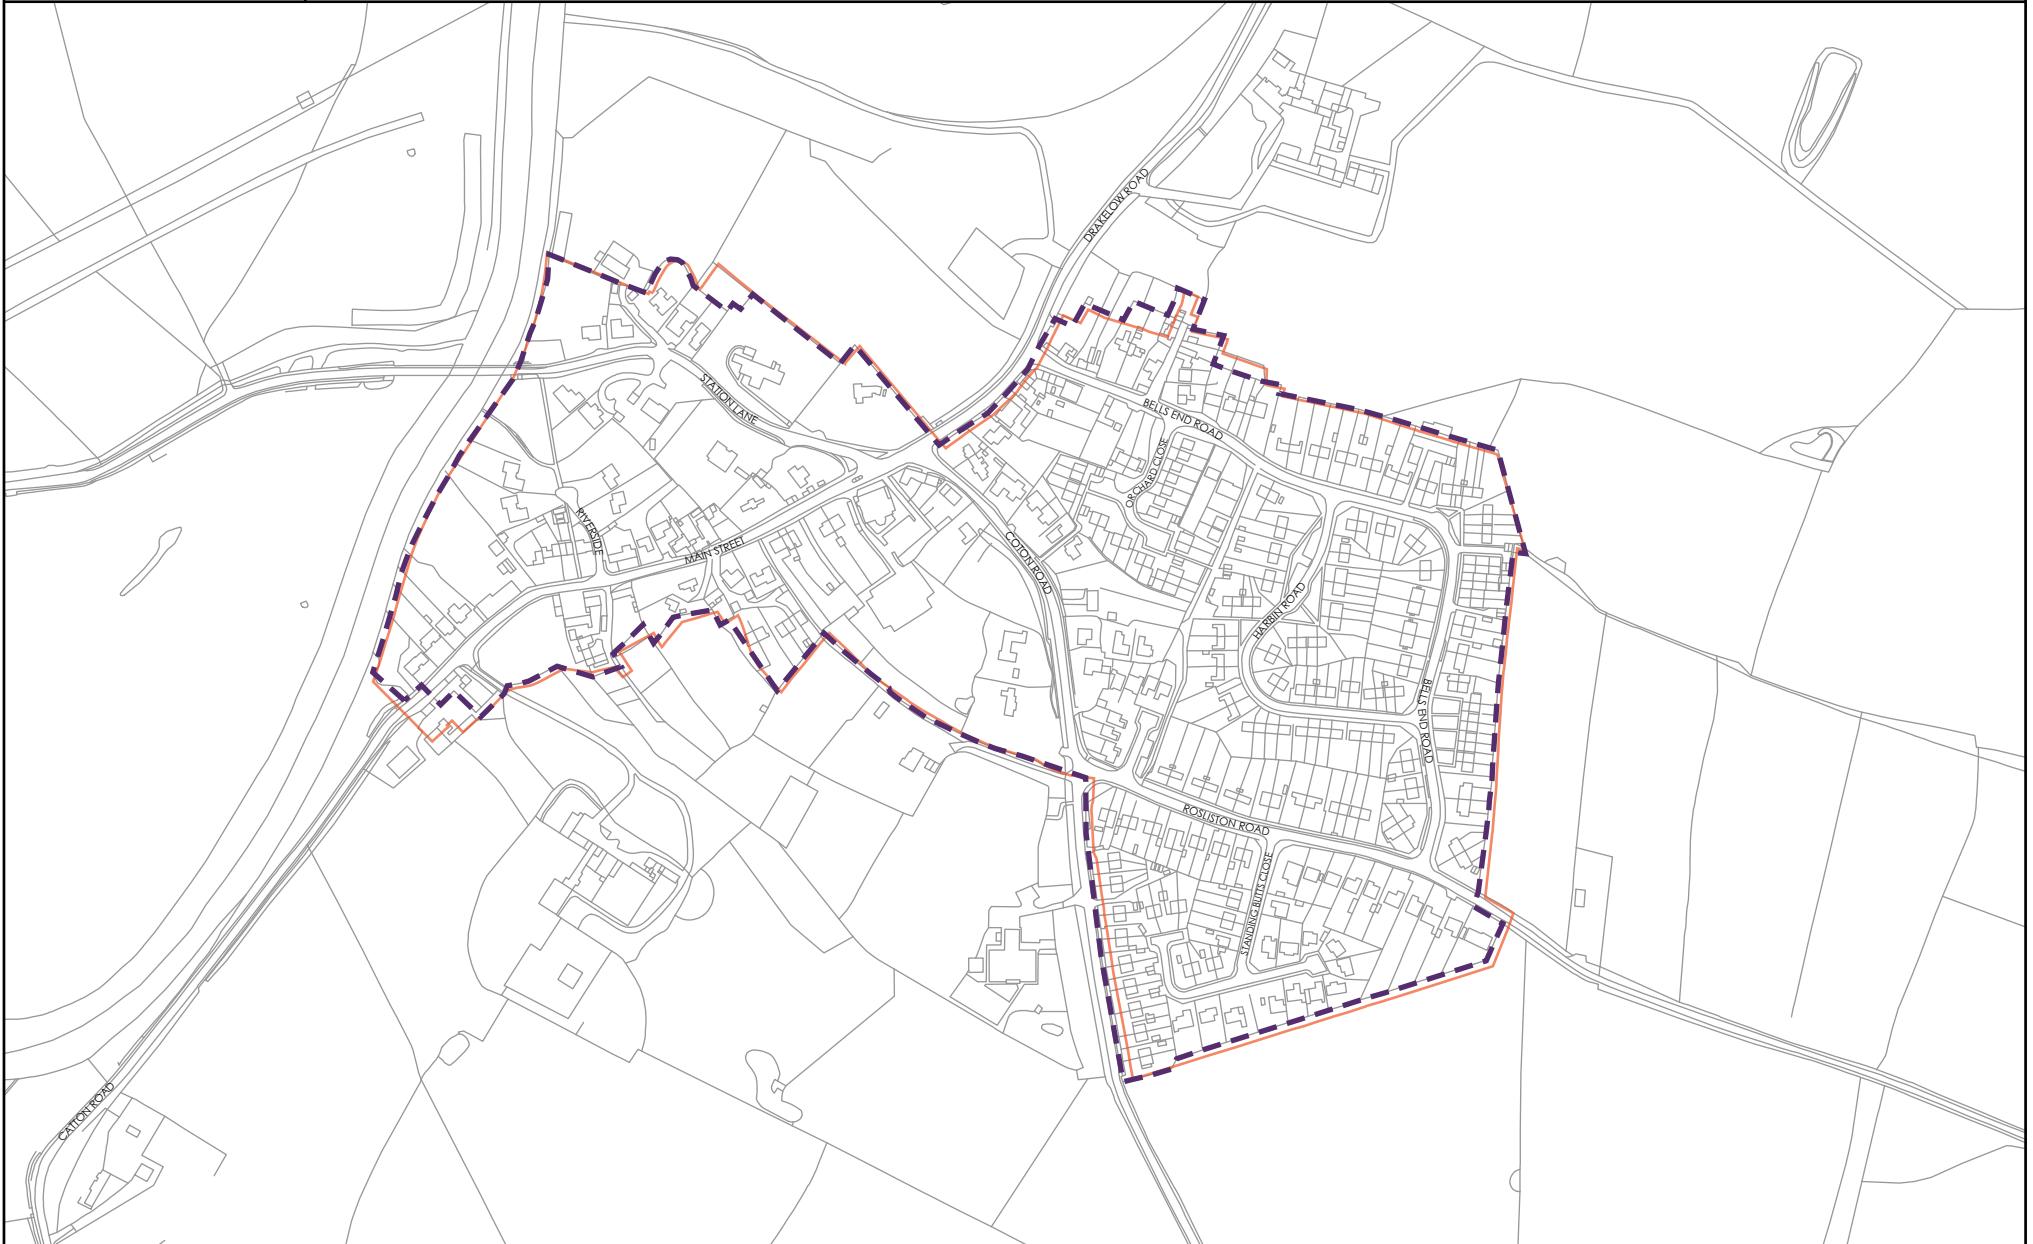 DRAKELOW ROAD
STATION LANE
BELLS END ROAD
ORCHARD CLOSE
RIVERSIDE
MAIN STREET
COTON ROAD
HARBIN ROAD
BELLS END ROAD
ROSLISTON ROAD
STANDING BUTTS CLOSE
CATTON ROAD